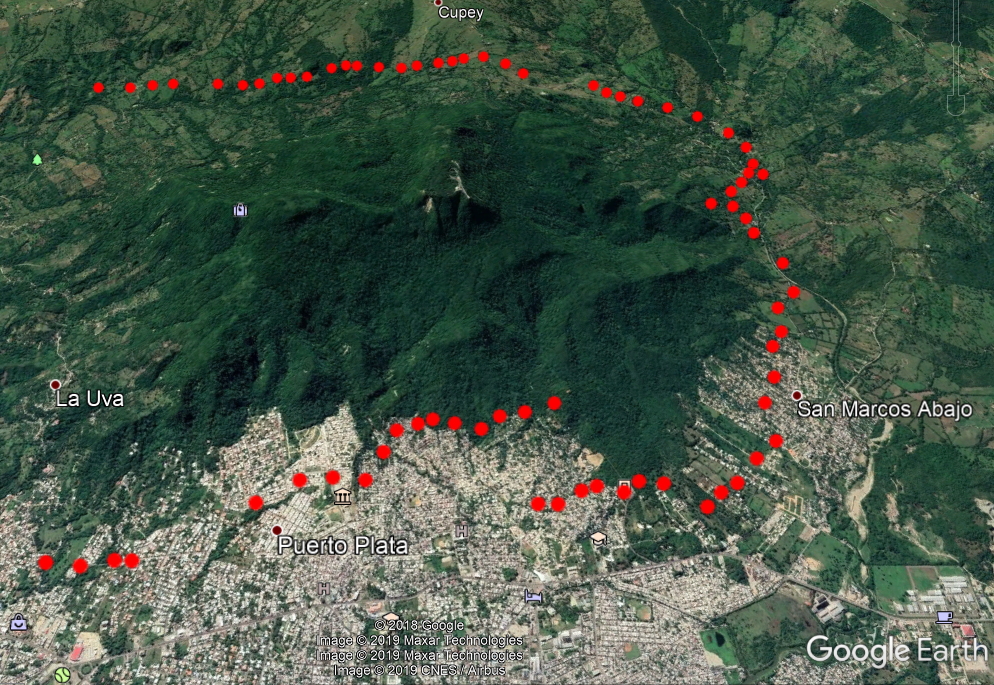 Cupey
La Uva
San Marcos Abajo
Puerto Plata
H
H
© 2018 Google
Image © 2019 Maxar Technologies
Image © 2019 Maxar Technologies
Image © 2019 CNES / Airbus
Google Earth